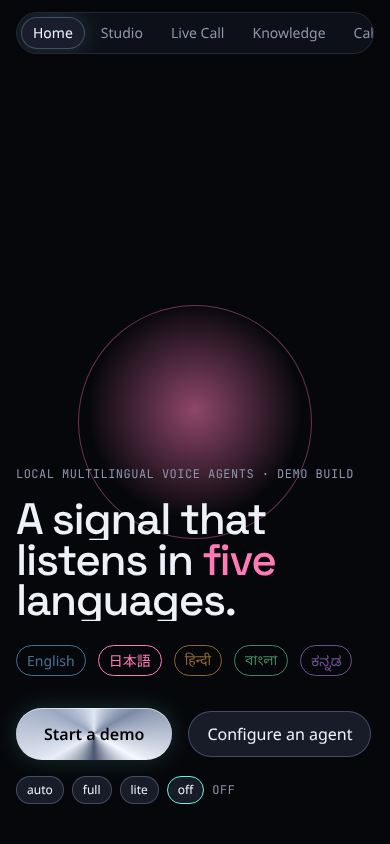 Home Studio Live Call Knowledge Cal
LOCAL MULTILINGUAL VOICE AGENTS · DEMO BUILD
A signal that
listens in five
languages.
English 日本語 हिन्दी বাংলা ಕನ್ನಡ
Start a demo Configure an agent
auto full lite off OFF